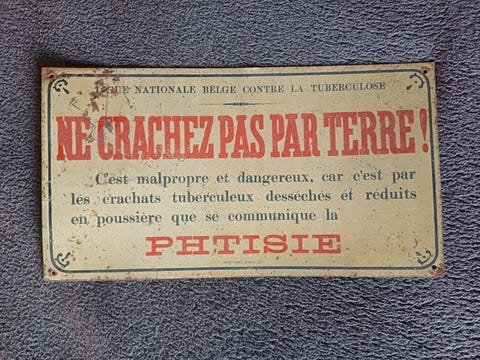 LIGUE NATIONALE BELGE CONTRE LA TUBERCULOSE
NE CRACHEZ PAS PAR TERRE!
C'est malpropre et dangereux, car c'est par
les crachats tuberculeux desséchés et réduits
en poussière que se communique la
PHTISIE